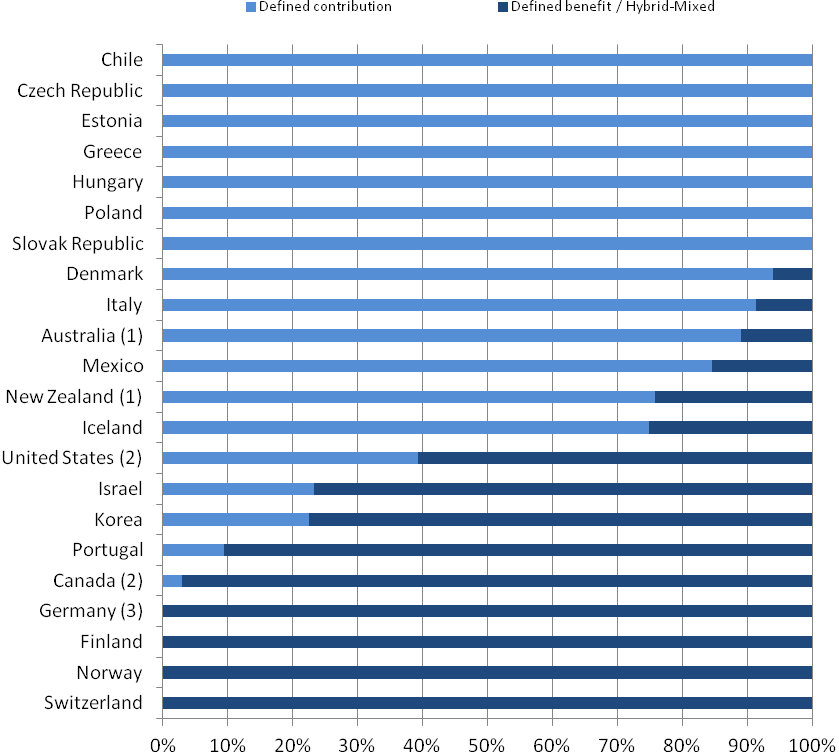 Defined contribution Defined benefit / Hybrid-Mixed
Chile
Czech Republic
Estonia
Greece
Hungary
Poland
Slovak Republic
Denmark
Italy
Australia (1)
Mexico
New Zealand (1)
Iceland
United States (2)
Israel
Korea
Portugal
Canada (2)
Germany (3)
Finland
Norway
Switzerland
0% 10% 20% 30% 40% 50% 60% 70% 80% 90% 100%